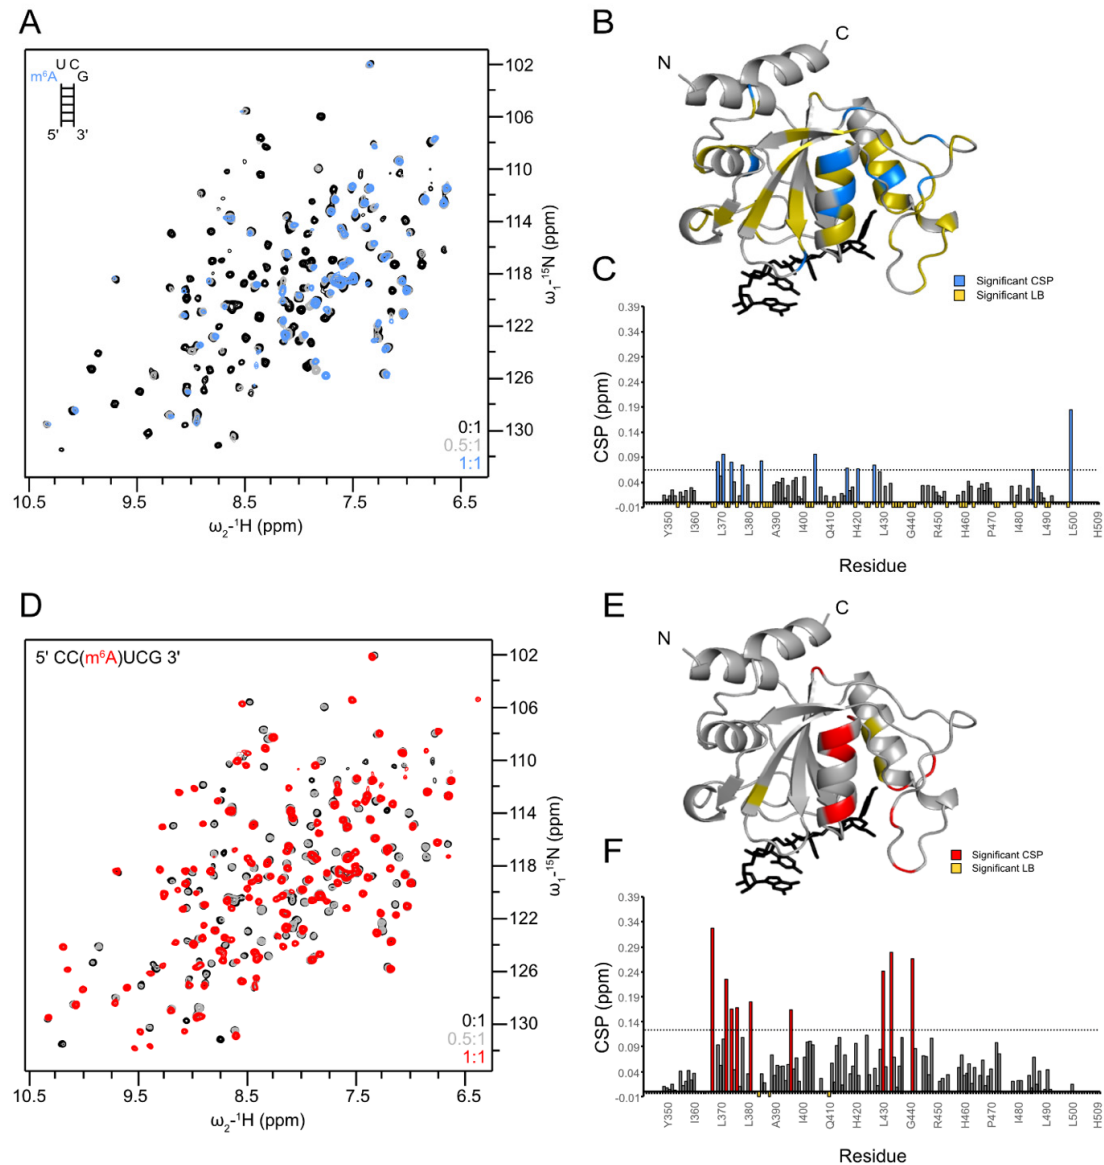 A
U C
m⁶A G
5' 3'
102
106
110
114
118
122
126
130
ω₁-¹⁵N (ppm)
0:1
0.5:1
1:1
10.5 9.5 8.5 7.5 6.5
ω₂-¹H (ppm)
B
N
C
C
Significant CSP
Significant LB
0.39
0.34
0.29
0.24
0.19
0.14
0.09
0.04
-0.01
CSP (ppm)
Y350 I360 L370 L380 A390 I400 Q410 H420 L430 G440 R450 H460 P470 I480 L490 L500 H509
Residue
D
5' CC(m⁶A)UCG 3'
102
106
110
114
118
122
126
130
ω₁-¹⁵N (ppm)
0:1
0.5:1
1:1
10.5 9.5 8.5 7.5 6.5
ω₂-¹H (ppm)
E
N
C
F
Significant CSP
Significant LB
0.39
0.34
0.29
0.24
0.19
0.14
0.09
0.04
-0.01
CSP (ppm)
Y350 I360 L370 L380 A390 I400 Q410 H420 L430 G440 R450 H460 P470 I480 L490 L500 H509
Residue